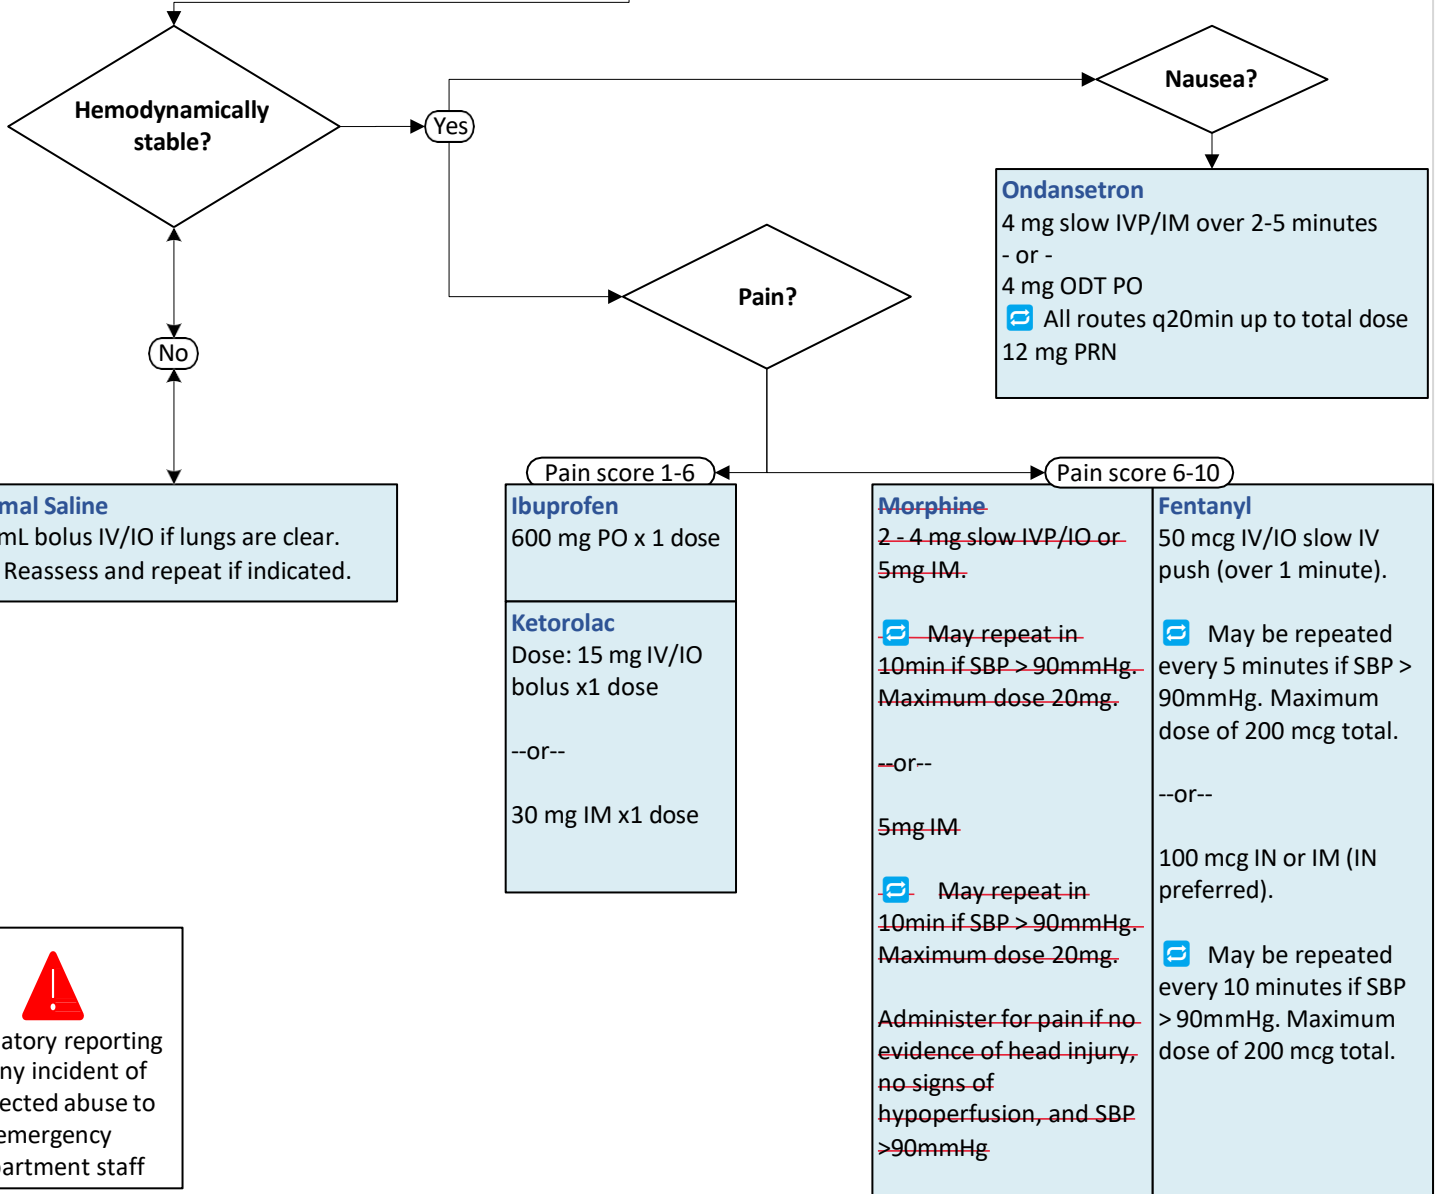 Hemodynamically
stable?
Yes
Nausea?
Ondansetron
4 mg slow IVP/IM over 2-5 minutes
- or -
4 mg ODT PO
🔁 All routes q20min up to total dose
12 mg PRN
Pain?
No
mal Saline
mL bolus IV/IO if lungs are clear.
Reassess and repeat if indicated.
Pain score 1-6
Ibuprofen
600 mg PO x 1 dose
Ketorolac
Dose: 15 mg IV/IO
bolus x1 dose
--or--
30 mg IM x1 dose
Pain score 6-10
Morphine
2 - 4 mg slow IVP/IO or
5mg IM.
🔁 May repeat in
10min if SBP > 90mmHg.
Maximum dose 20mg.
--or--
5mg IM
🔁 May repeat in
10min if SBP > 90mmHg.
Maximum dose 20mg.
Administer for pain if no
evidence of head injury,
no signs of
hypoperfusion, and SBP
>90mmHg
Fentanyl
50 mcg IV/IO slow IV
push (over 1 minute).
🔁 May be repeated
every 5 minutes if SBP >
90mmHg. Maximum
dose of 200 mcg total.
--or--
100 mcg IN or IM (IN
preferred).
🔁 May be repeated
every 10 minutes if SBP
> 90mmHg. Maximum
dose of 200 mcg total.
atory reporting
ny incident of
ected abuse to
emergency
partment staff